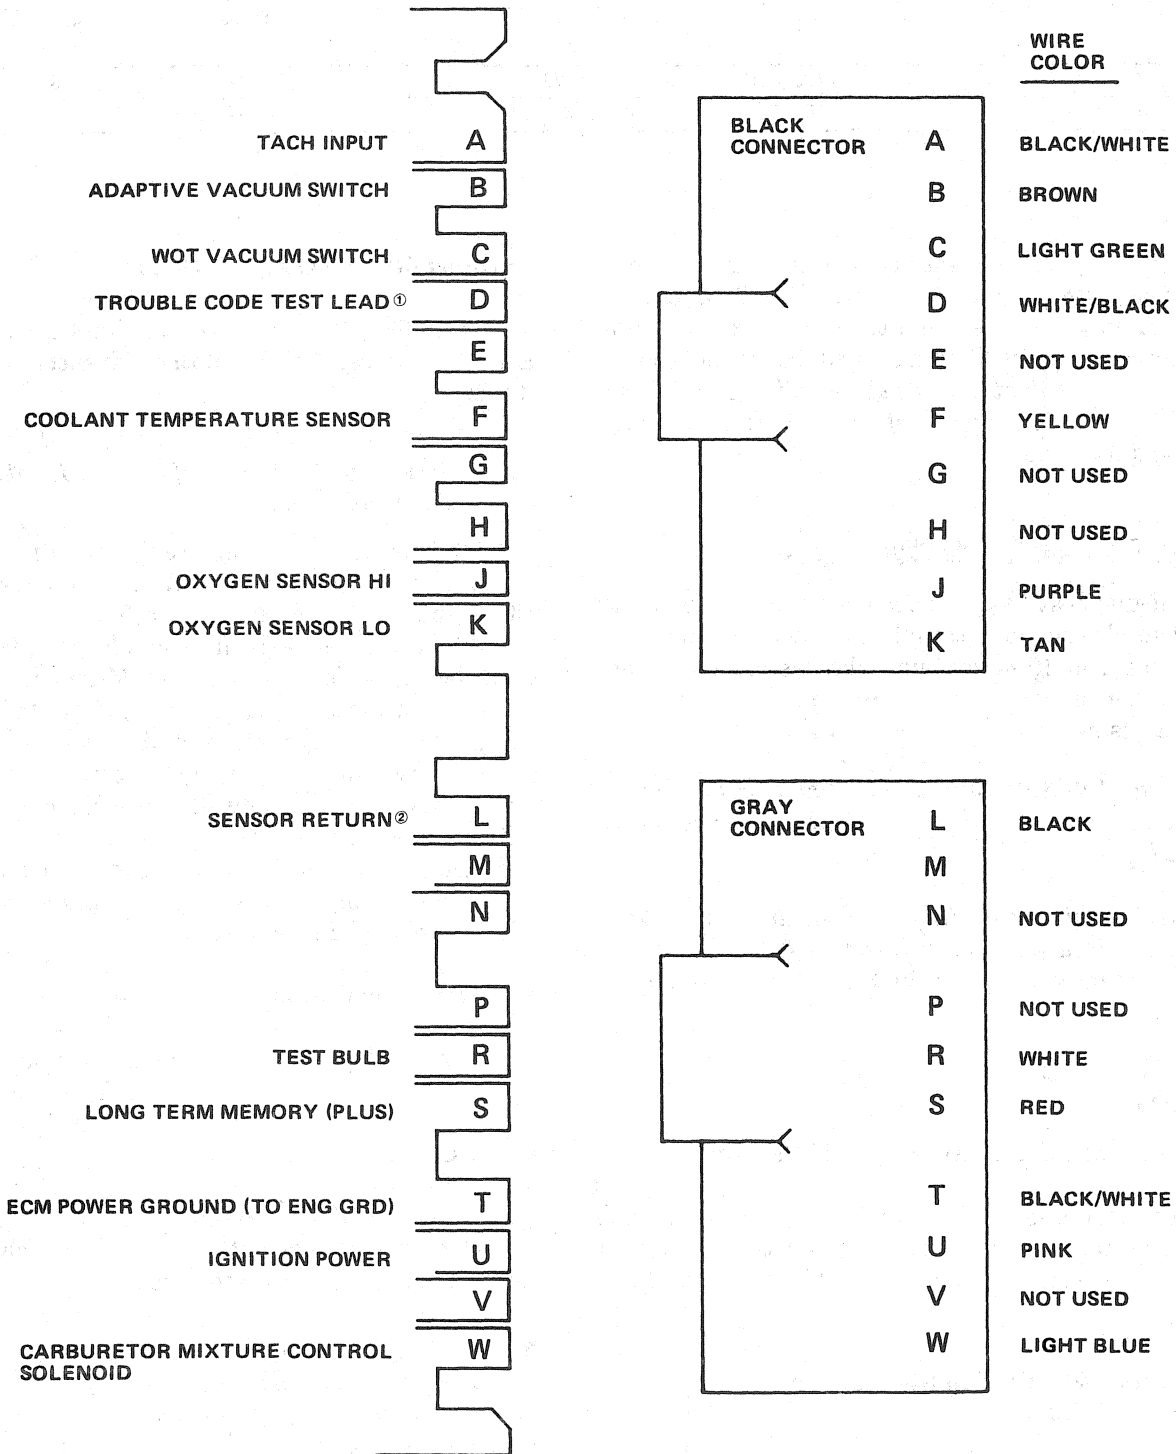 WIRE
COLOR
TACH INPUT A
ADAPTIVE VACUUM SWITCH B
WOT VACUUM SWITCH C
TROUBLE CODE TEST LEAD① D
E
COOLANT TEMPERATURE SENSOR F
G
H
OXYGEN SENSOR HI J
OXYGEN SENSOR LO K
SENSOR RETURN② L
M
N
P
TEST BULB R
LONG TERM MEMORY (PLUS) S
ECM POWER GROUND (TO ENG GRD) T
IGNITION POWER U
V
CARBURETOR MIXTURE CONTROL W
SOLENOID
BLACK
CONNECTOR
A BLACK/WHITE
B BROWN
C LIGHT GREEN
D WHITE/BLACK
E NOT USED
F YELLOW
G NOT USED
H NOT USED
J PURPLE
K TAN
GRAY
CONNECTOR
L BLACK
M
N NOT USED
P NOT USED
R WHITE
S RED
T BLACK/WHITE
U PINK
V NOT USED
W LIGHT BLUE